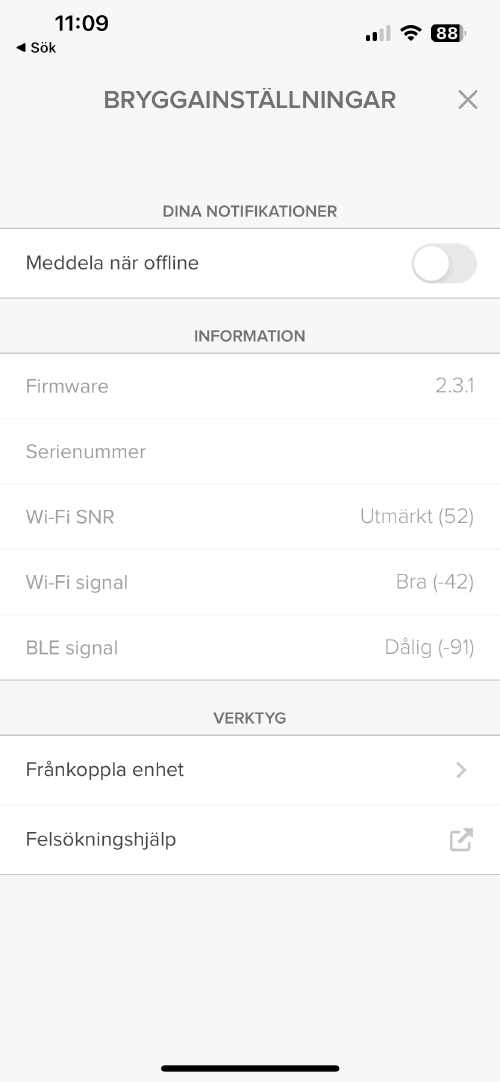 11:09
88
◀ Sök
BRYGGAINSTÄLLNINGAR
DINA NOTIFIKATIONER
Meddela när offline
INFORMATION
Firmware 2.3.1
Serienummer
Wi-Fi SNR Utmärkt (52)
Wi-Fi signal Bra (-42)
BLE signal Dålig (-91)
VERKTYG
Frånkoppla enhet
Felsökningshjälp